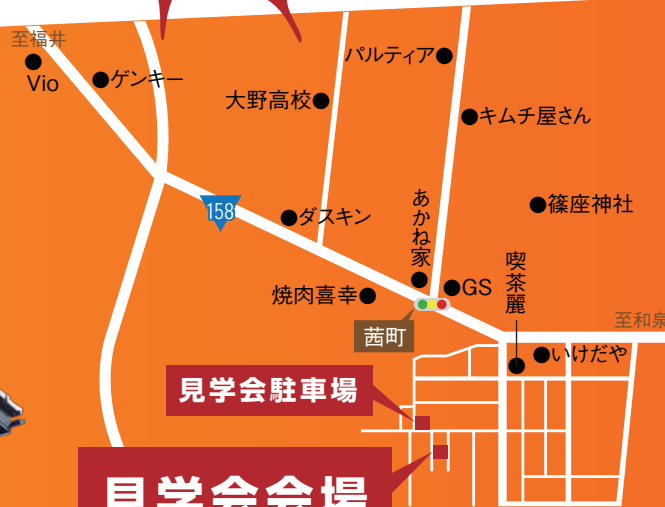 至福井
Vio
ゲンキー
パルティア
大野高校
キムチ屋さん
158
ダスキン
あかね家
篠座神社
喫茶麗
焼肉喜幸
GS
茜町
至和泉
いけだや
見学会駐車場
見学会会場